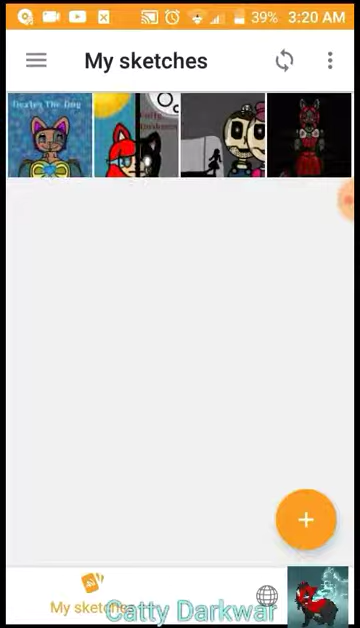 39% 3:20 AM
My sketches
Dexter The Dog
My sketches
Catty Darkwar